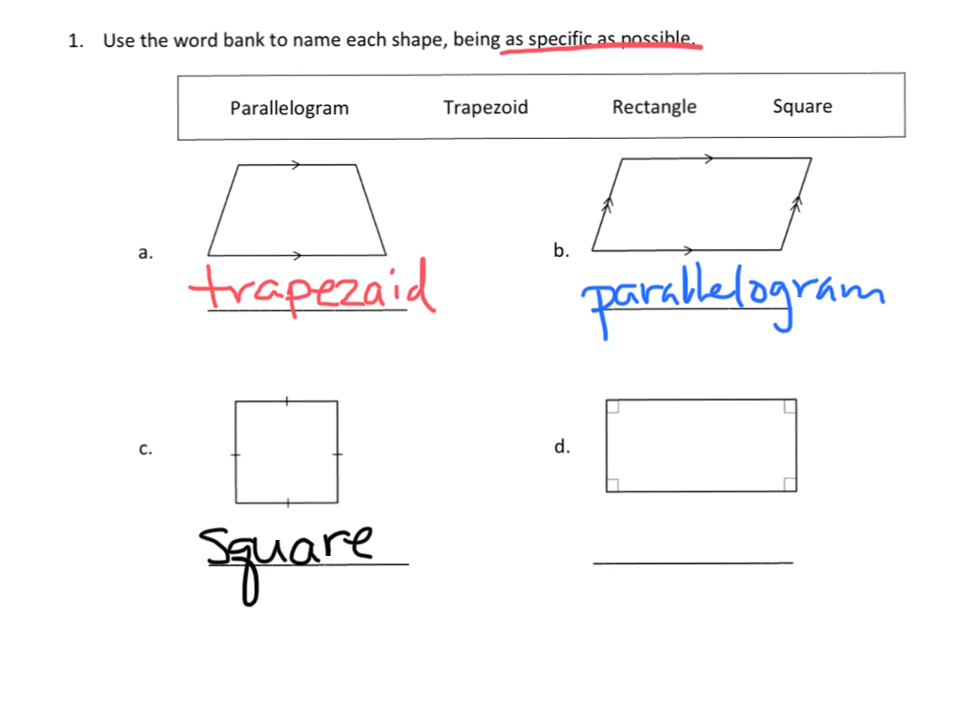 1. Use the word bank to name each shape, being as specific as possible.
Parallelogram Trapezoid Rectangle Square
a. b.
trapezaid parallelogram
c. d.
square